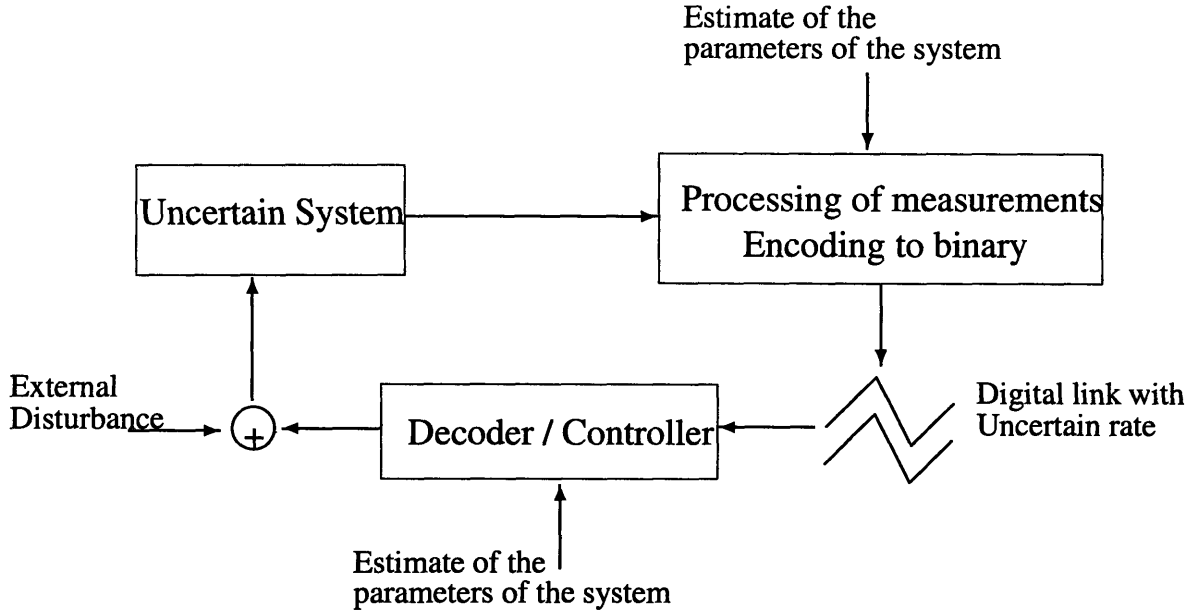 Estimate of the
parameters of the system
Uncertain System
Processing of measurements
Encoding to binary
External
Disturbance
+
Decoder / Controller
Digital link with
Uncertain rate
Estimate of the
parameters of the system